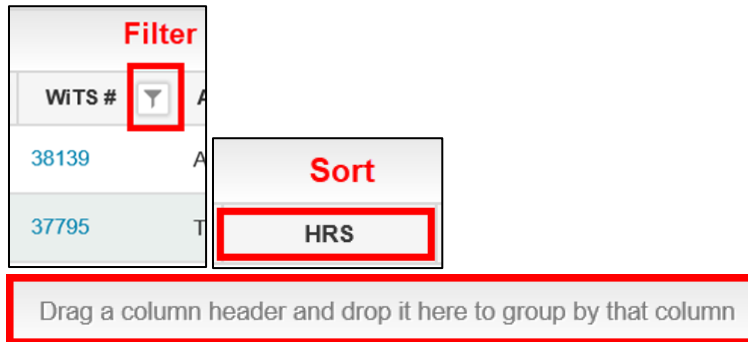 Filter
WiTS # A
38139 A
37795 T
Sort
HRS
Drag a column header and drop it here to group by that column